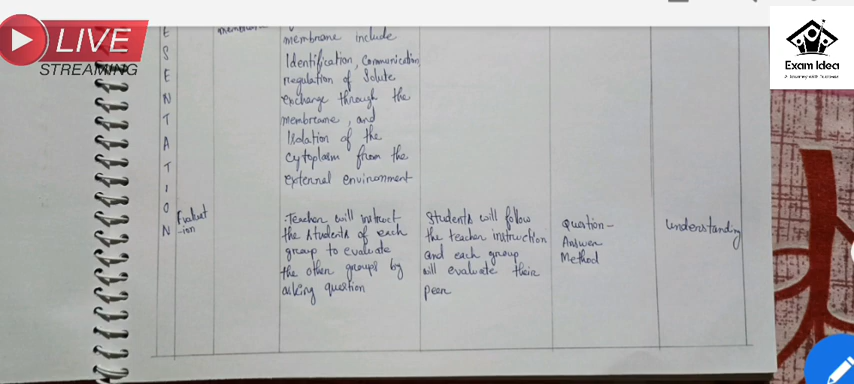 LIVE
STREAMING
Exam Idea
E
S
E
N
T
A
T
I
O
N
membrane include
Identification, Communication,
regulation of Solute
exchange through the
membrane, and
Isolation of the
cytoplasm from the
external environment
Evaluat
-ion
Teacher will instruct
the students of each
group to evaluate
the other groups by
asking question
Students will follow
the teacher instruction
and each group
will evaluate their
peer
Question-
Answer
Method
Understanding